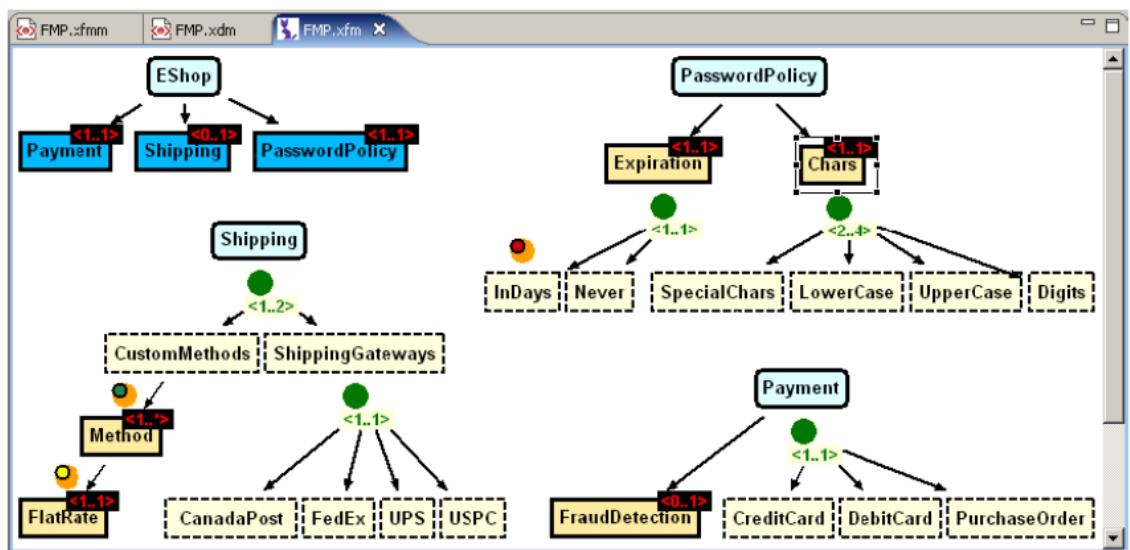 FMP.xfmm FMP.xdm FMP.xfm
EShop
<1..1> <0..1> <1..1>
Payment Shipping PasswordPolicy
PasswordPolicy
<1..1> <1..1>
Expiration Chars
<1..1> <2..4>
InDays Never SpecialChars LowerCase UpperCase Digits
Shipping
<1..2>
CustomMethods ShippingGateways
<1..*>
Method
<1..1>
<1..1>
FlatRate
CanadaPost FedEx UPS USPC
Payment
<1..1>
<0..1>
FraudDetection CreditCard DebitCard PurchaseOrder